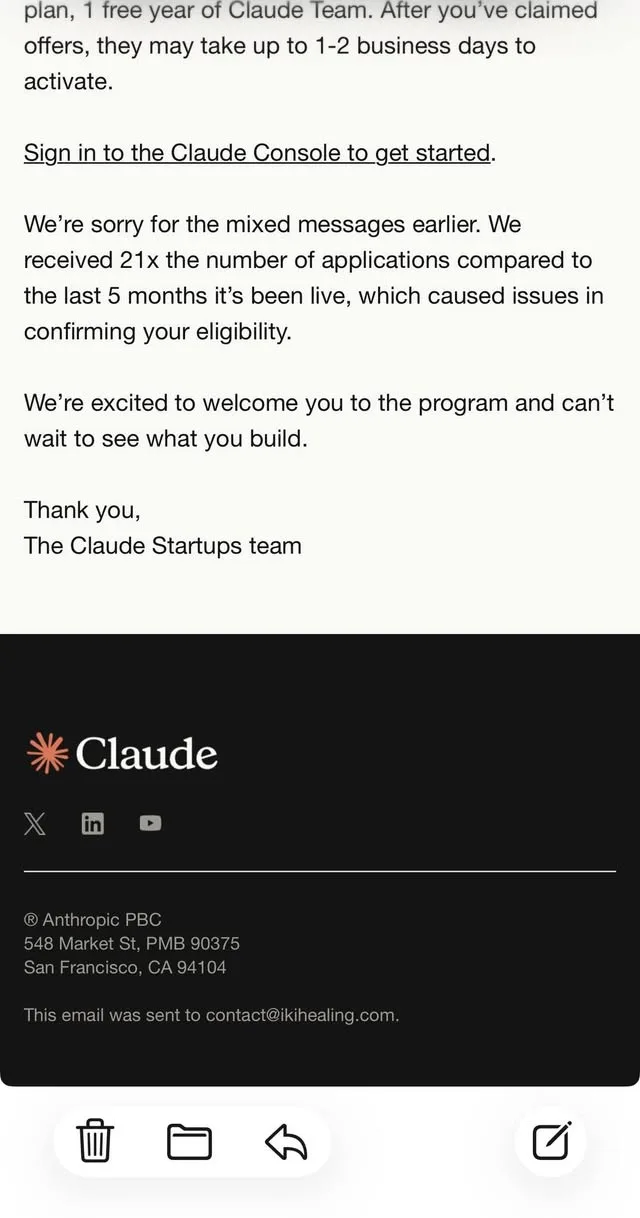 plan, 1 free year of Claude Team. After you’ve claimed
offers, they may take up to 1-2 business days to
activate.
Sign in to the Claude Console to get started.
We’re sorry for the mixed messages earlier. We
received 21x the number of applications compared to
the last 5 months it’s been live, which caused issues in
confirming your eligibility.
We’re excited to welcome you to the program and can’t
wait to see what you build.
Thank you,
The Claude Startups team
Claude
® Anthropic PBC
548 Market St, PMB 90375
San Francisco, CA 94104
This email was sent to contact@ikihealing.com.